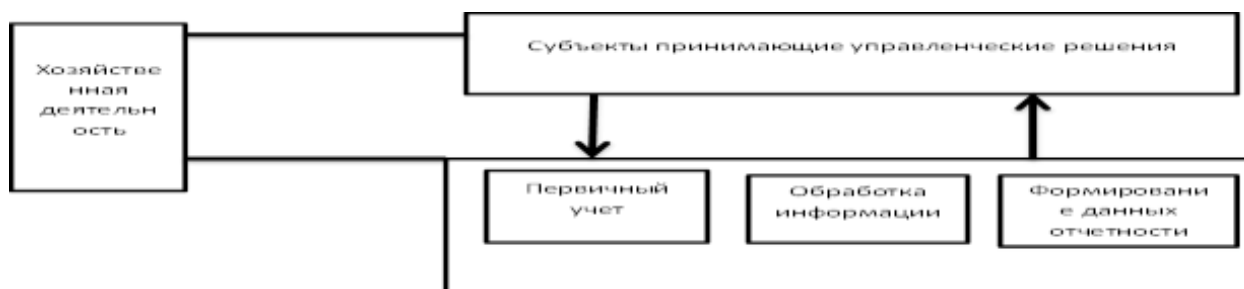 Субъекты принимающие управленческие решения
Хозяйстве
нная
деятельн
ость
Первичный
учет
Обработка
информации
Формировани
е данных
отчетности